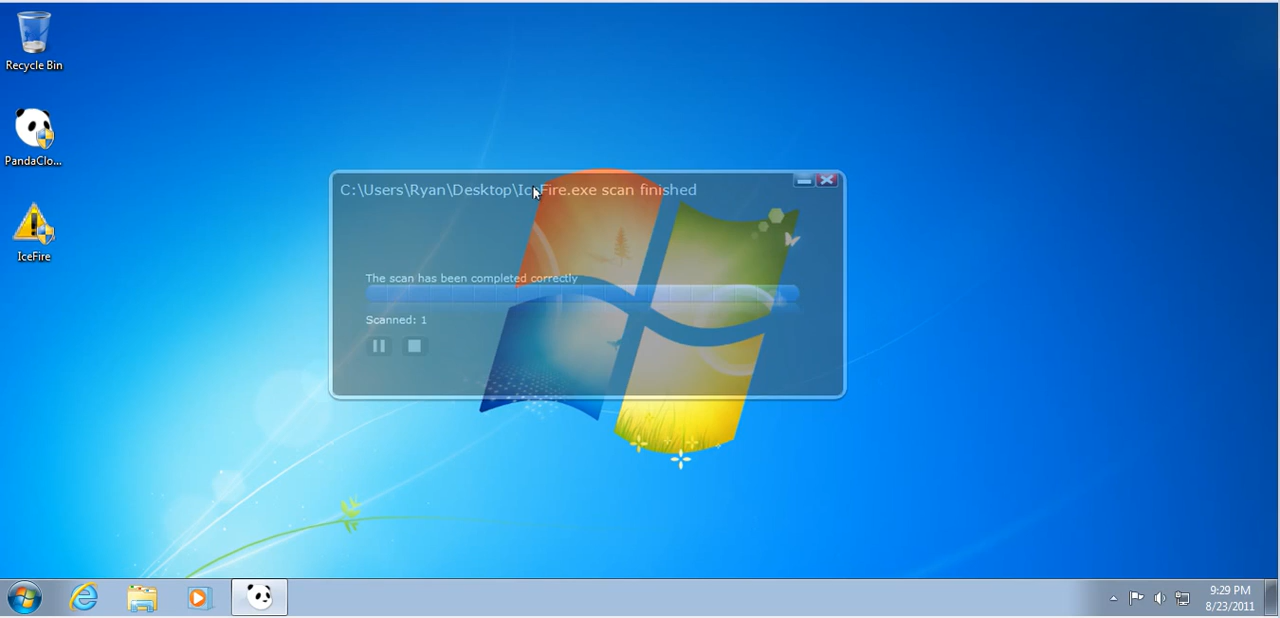 Recycle Bin
PandaClo...
IceFire
C:\Users\Ryan\Desktop\IceFire.exe scan finished
The scan has been completed correctly
Scanned: 1
9:29 PM
8/23/2011